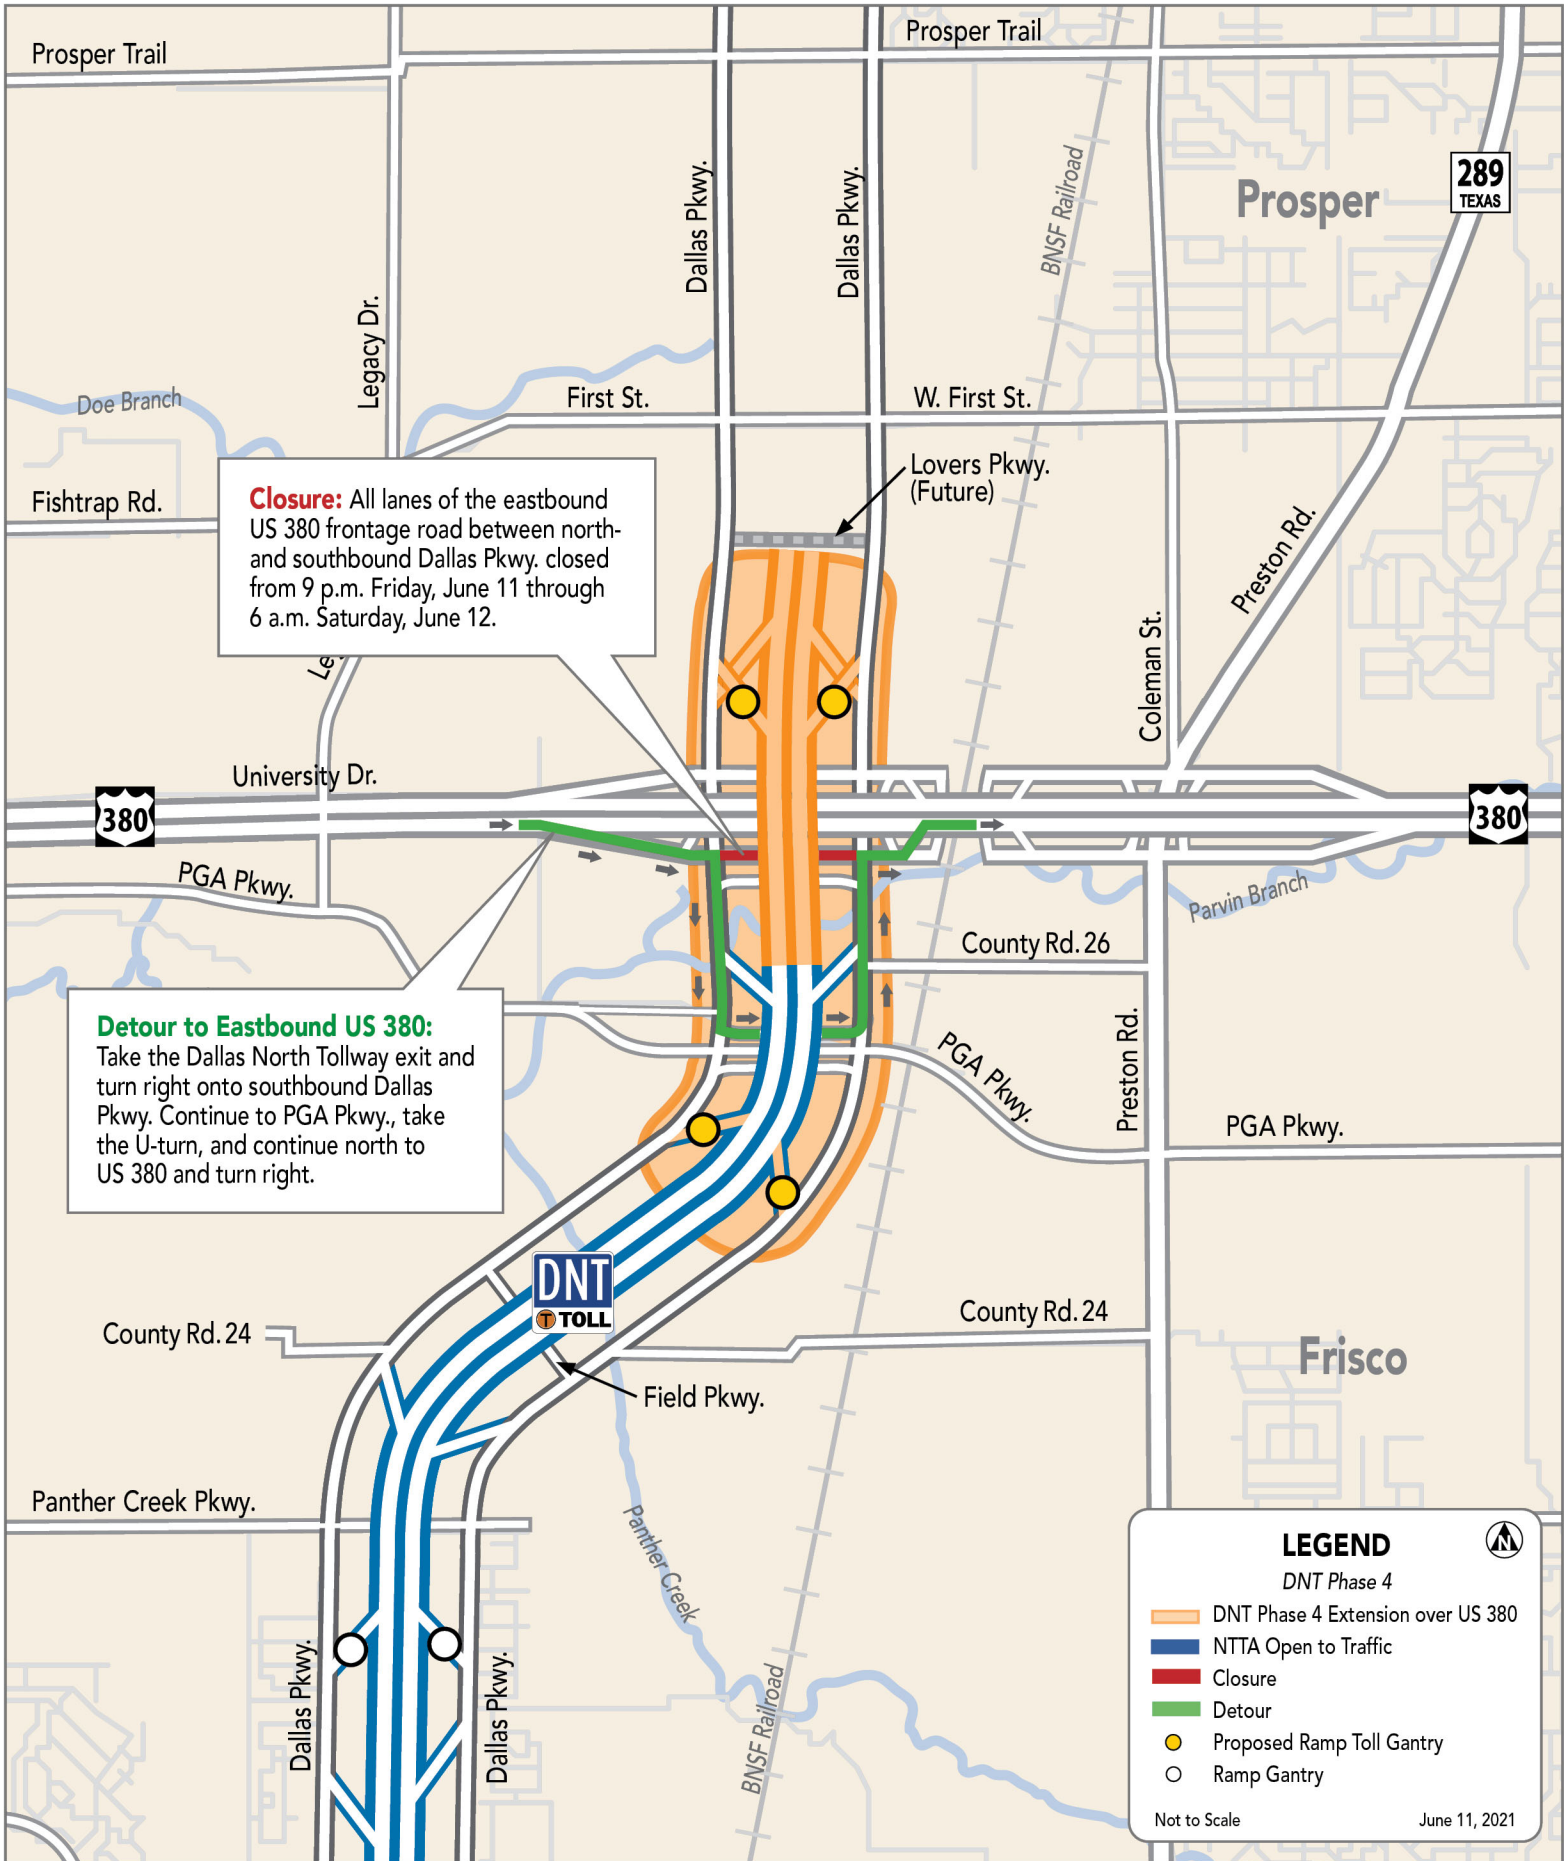 Prosper Trail
Prosper Trail
289
TEXAS
Prosper
Dallas Pkwy.
Dallas Pkwy.
BNSF Railroad
Legacy Dr.
Doe Branch
First St.
W. First St.
Lovers Pkwy.
(Future)
Fishtrap Rd.
Closure: All lanes of the eastbound
US 380 frontage road between north-
and southbound Dallas Pkwy. closed
from 9 p.m. Friday, June 11 through
6 a.m. Saturday, June 12.
Preston Rd.
Coleman St.
University Dr.
380
380
PGA Pkwy.
Parvin Branch
County Rd. 26
Detour to Eastbound US 380:
Take the Dallas North Tollway exit and
turn right onto southbound Dallas
Pkwy. Continue to PGA Pkwy., take
the U-turn, and continue north to
US 380 and turn right.
PGA Pkwy.
Preston Rd.
PGA Pkwy.
DNT
T TOLL
County Rd. 24
County Rd. 24
Frisco
Field Pkwy.
Panther Creek Pkwy.
Panther Creek
Dallas Pkwy.
Dallas Pkwy.
BNSF Railroad
LEGEND
N
DNT Phase 4
DNT Phase 4 Extension over US 380
NTTA Open to Traffic
Closure
Detour
Proposed Ramp Toll Gantry
Ramp Gantry
Not to Scale
June 11, 2021